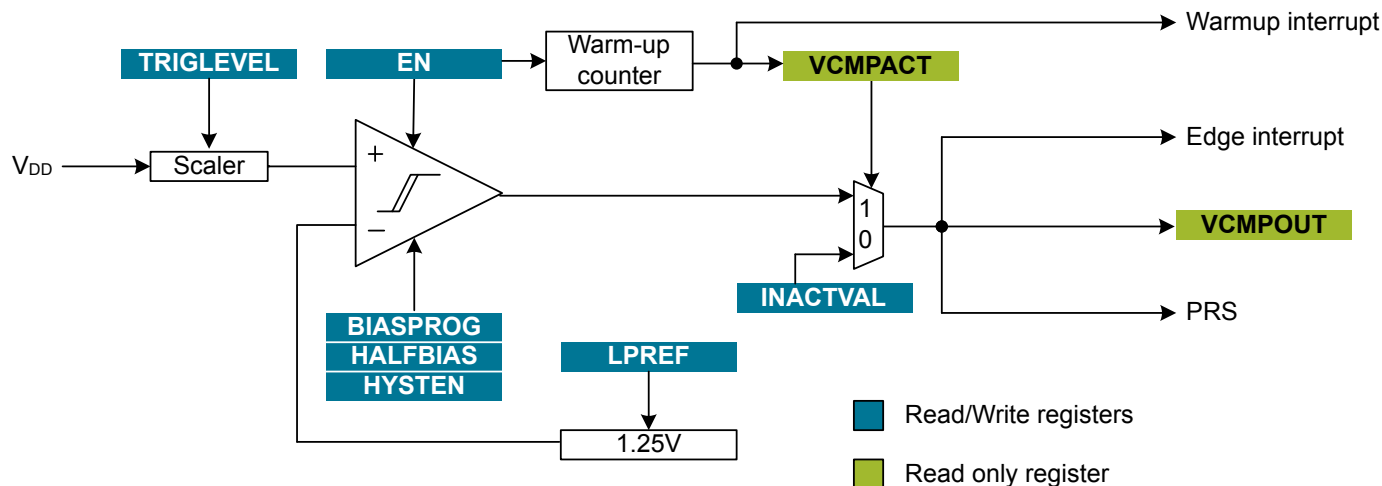 Warmup interrupt
TRIGLEVEL
EN
Warm-up
counter
VCMPACT
Edge interrupt
VDD
Scaler
+
1
−
0
VCMPOUT
INACTVAL
PRS
BIASPROG
HALFBIAS
HYSTEN
LPREF
1.25V
Read/Write registers
Read only register